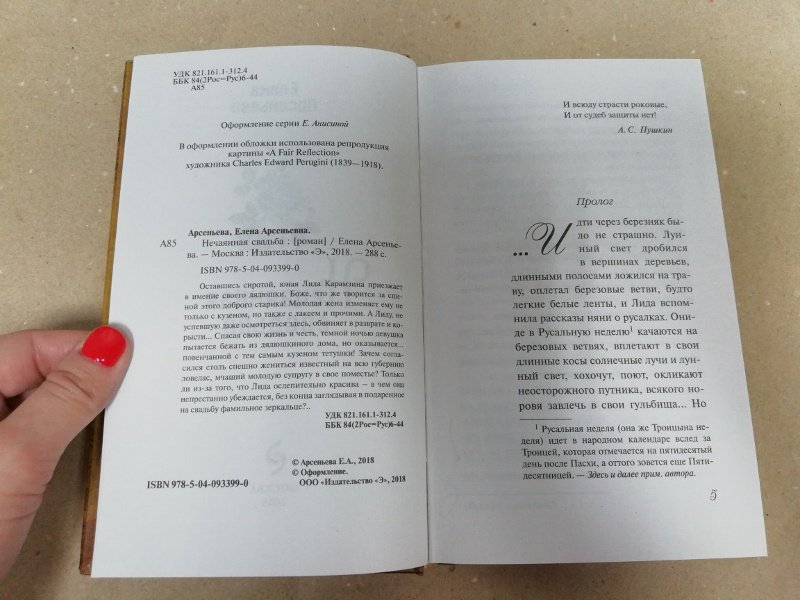 УДК 821.161.1-312.4
ББК 84(2Рос=Рус)6-44
А85
Оформление серии Е. Анисиной
В оформлении обложки использована репродукция
картины «A Fair Reflection»
художника Charles Edward Perugini (1839—1918).
Арсеньева, Елена Арсеньевна.
А85 Нечаянная свадьба : [роман] / Елена Арсенье-
ва. — Москва : Издательство «Э», 2018. — 288 с.
ISBN 978-5-04-093399-0
Оставшись сиротой, юная Лида Карамзина приезжает
в имение своего дядюшки. Боже, что же творится за спи-
ной этого доброго старика! Молодая жена изменяет ему не
только с кузеном, но также с лакеем и прочими. А Лиду, не
успевшую даже осмотреться здесь, обвиняет в разврате и ко-
рысти... Спасая свою жизнь и честь, темной ночью девушка
пытается бежать из дядюшкиного дома, но оказывается...
повенчанной с тем самым кузеном тетушки! Зачем согла-
сился столь спешно жениться известный на всю губернию
ловелас, мчащий молодую супругу в свое поместье? Только
ли из-за того, что Лида ослепительно красива — в чем она
непрестанно убеждается, без конца заглядывая в подаренное
на свадьбу фамильное зеркальце?..
УДК 821.161.1-312.4
ББК 84(2Рос=Рус)6-44
© Арсеньева Е.А., 2018
© Оформление.
ISBN 978-5-04-093399-0 ООО «Издательство «Э», 2018
И всюду страсти роковые,
И от судеб защиты нет!
А. С. Пушкин
Пролог
...Идти через березняк бы-
ло не страшно. Лун-
ный свет дробился
в вершинах деревьев,
длинными полосами ложился на тра-
ву, оплетал березовые ветви, будто
легкие белые ленты, и Лида вспом-
нила рассказы няни о русалках. Они-
де в Русальную неделю¹ качаются на
березовых ветвях, вплетают в свои
длинные косы солнечные лучи и лун-
ный свет, хохочут, поют, окликают
неосторожного путника, всякого но-
ровя завлечь в свои гульбища... Но
¹ Русальная неделя (она же Троицына не-
деля) идет в народном календаре вслед за
Троицей, которая отмечается на пятидесятый
день после Пасхи, а оттого зовется еще Пяти-
десятницей. — Здесь и далее прим. автора.
5